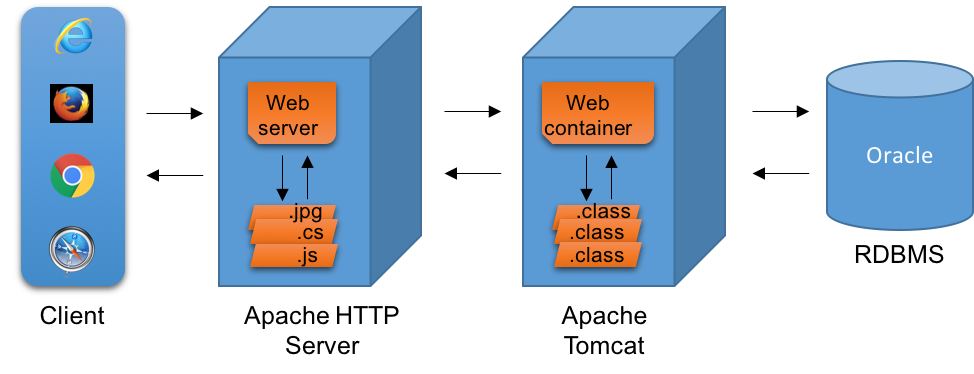 Web
server
.jpg
.cs
.js
Web
container
.class
.class
.class
Oracle
RDBMS
Client
Apache HTTP
Server
Apache
Tomcat